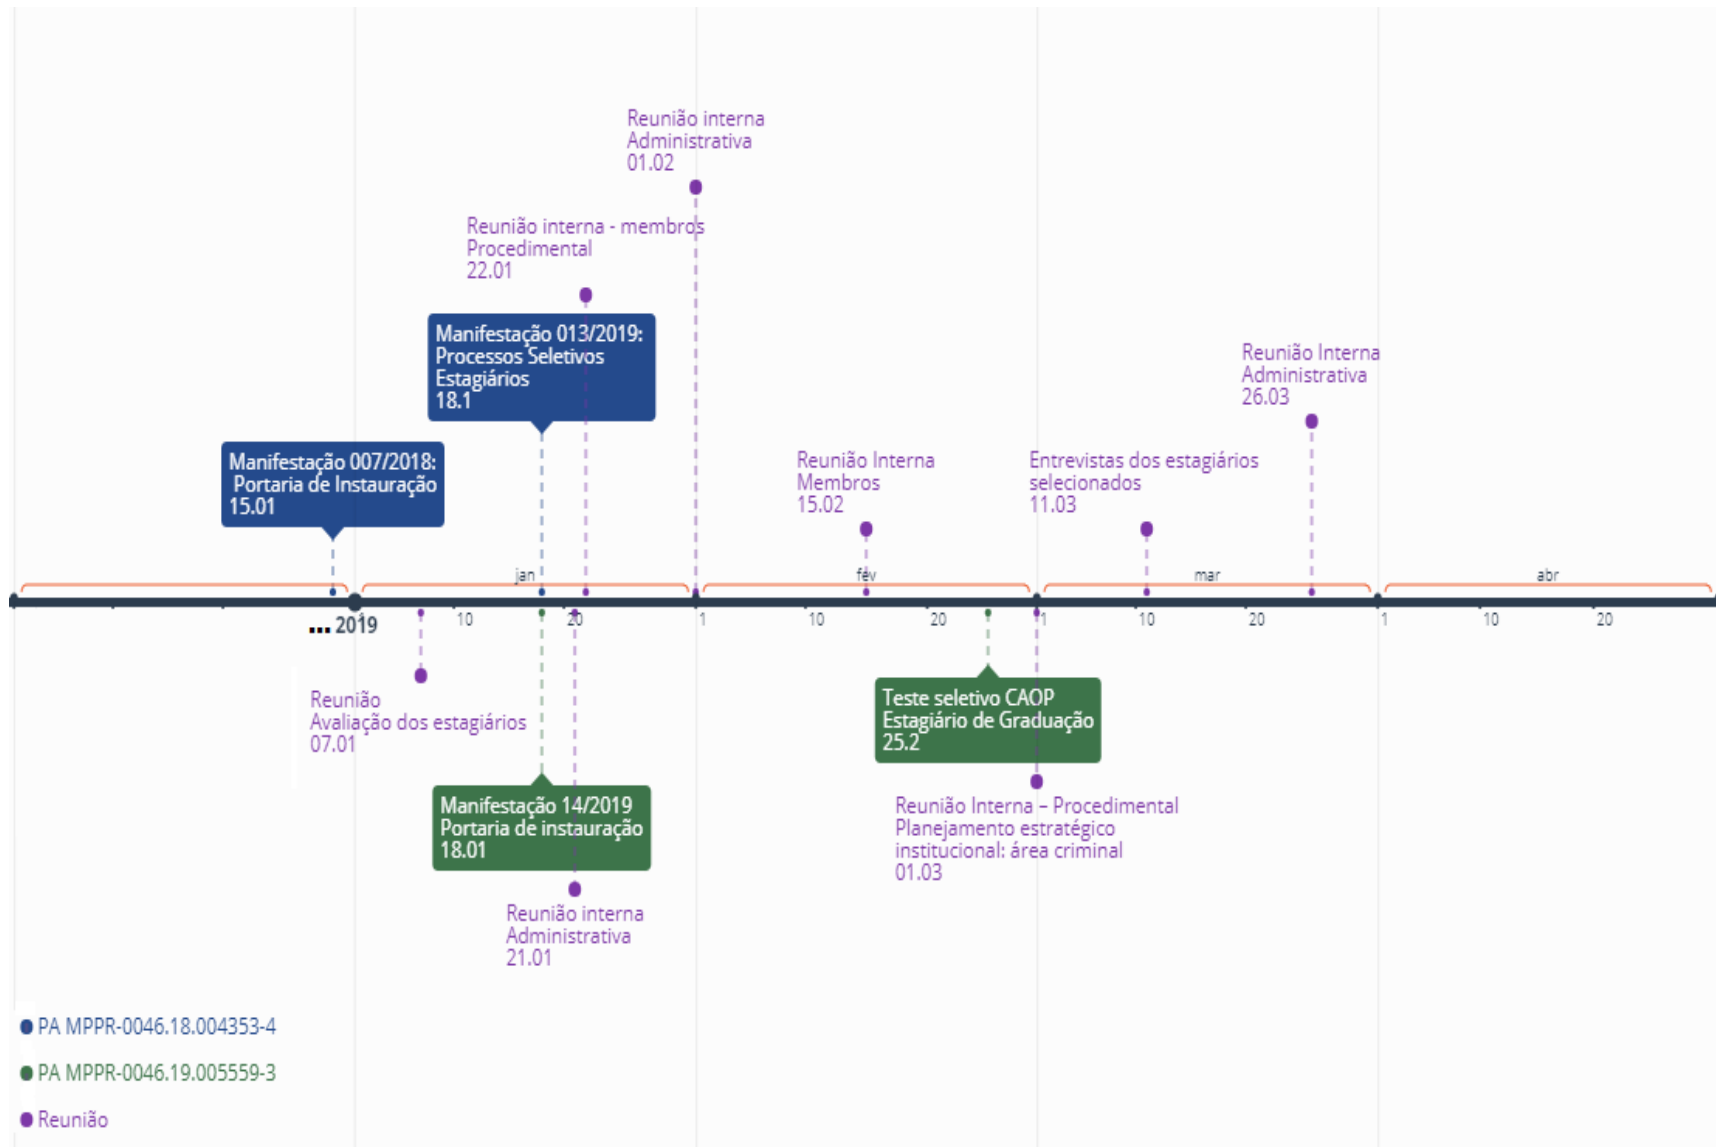 Reunião interna
Administrativa
01.02
Reunião interna - membros
Procedimental
22.01
Manifestação 013/2019:
Processos Seletivos
Estagiários
18.1
Reunião Interna
Administrativa
26.03
Manifestação 007/2018:
Portaria de Instauração
15.01
Reunião Interna
Membros
15.02
Entrevistas dos estagiários
selecionados
11.03
jan fév mar abr
... 2019 10 20 1 10 20 1 10 20 1 10 20
Reunião
Avaliação dos estagiários
07.01
Teste seletivo CAOP
Estagiário de Graduação
25.2
Manifestação 14/2019
Portaria de instauração
18.01
Reunião Interna – Procedimental
Planejamento estratégico
institucional: área criminal
01.03
Reunião interna
Administrativa
21.01
PA MPPR-0046.18.004353-4
PA MPPR-0046.19.005559-3
Reunião